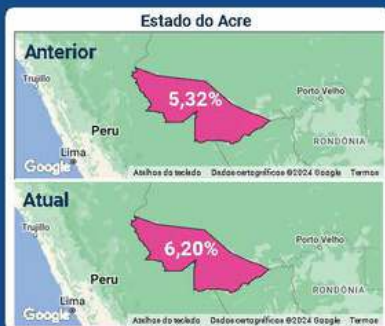 Estado do Acre
Anterior
Trujillo
5,32%
Porto Velho
Peru
RONDÔNIA
Lima
Google
Atalhos do teclado Dados cartográficos ©2024 Google Termos
Atual
Trujillo
6,20%
Porto Velho
Peru
RONDÔNIA
Lima
Google
Atalhos do teclado Dados cartográficos ©2024 Google Termos